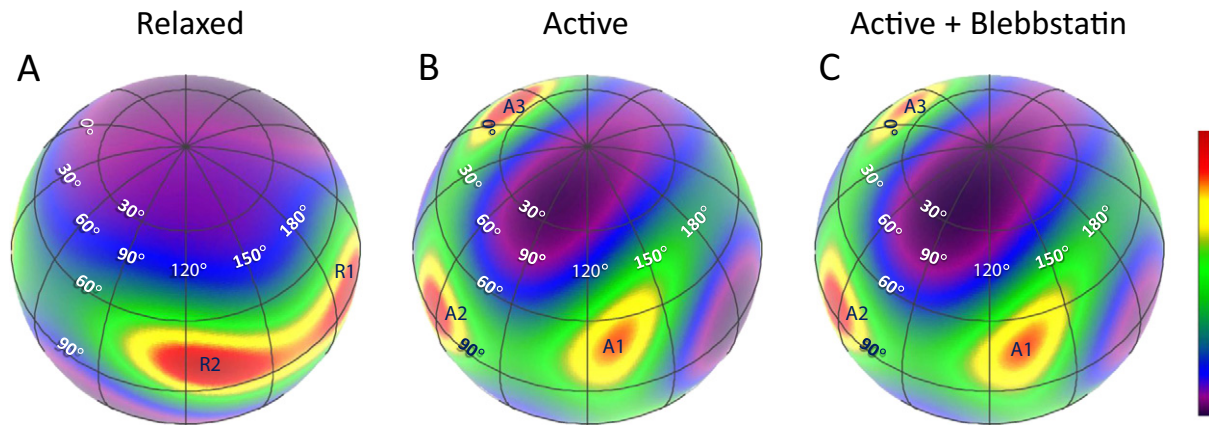 Relaxed Active Active + Blebbstatin
A B C
0° 30° 60° 90° 30° 60° 90° 120° 150° 180° R1 R2
A3 0° 30° 60° 90° 30° 60° 90° 120° 150° 180° A2 A1
A3 0° 30° 60° 90° 30° 60° 90° 120° 150° 180° A2 A1